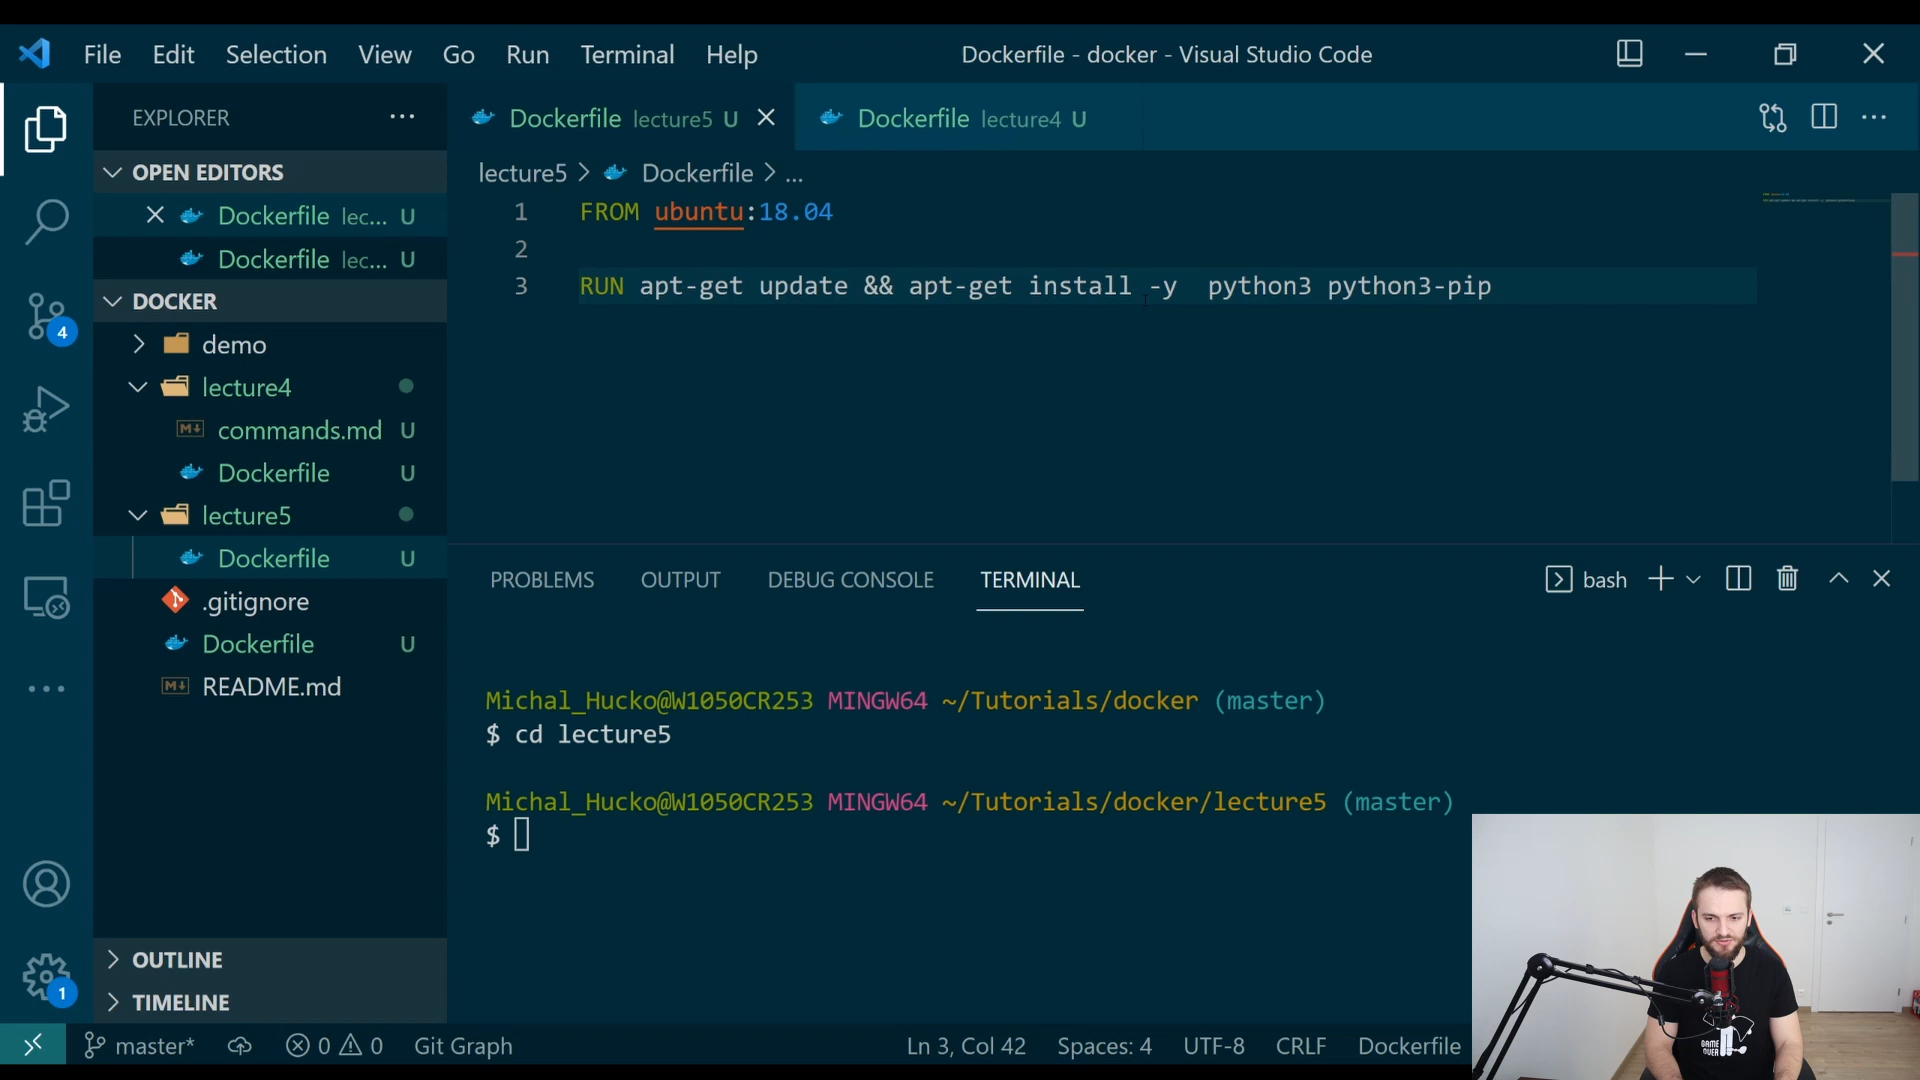 File Edit Selection View Go Run Terminal Help Dockerfile - docker - Visual Studio Code
EXPLORER
Dockerfile lecture5 U
Dockerfile lecture4 U
OPEN EDITORS
lecture5 > Dockerfile > ...
Dockerfile lec... U
Dockerfile lec... U
1 FROM ubuntu:18.04
2
3 RUN apt-get update && apt-get install -y  python3 python3-pip
DOCKER
demo
lecture4
commands.md U
Dockerfile U
lecture5
Dockerfile U
.gitignore
Dockerfile U
README.md
4
PROBLEMS OUTPUT DEBUG CONSOLE TERMINAL
bash
Michal_Hucko@W1050CR253 MINGW64 ~/Tutorials/docker (master)
$ cd lecture5
Michal_Hucko@W1050CR253 MINGW64 ~/Tutorials/docker/lecture5 (master)
$
OUTLINE
TIMELINE
1
master* 0 0 Git Graph Ln 3, Col 42 Spaces: 4 UTF-8 CRLF Dockerfile
GAME
OVER